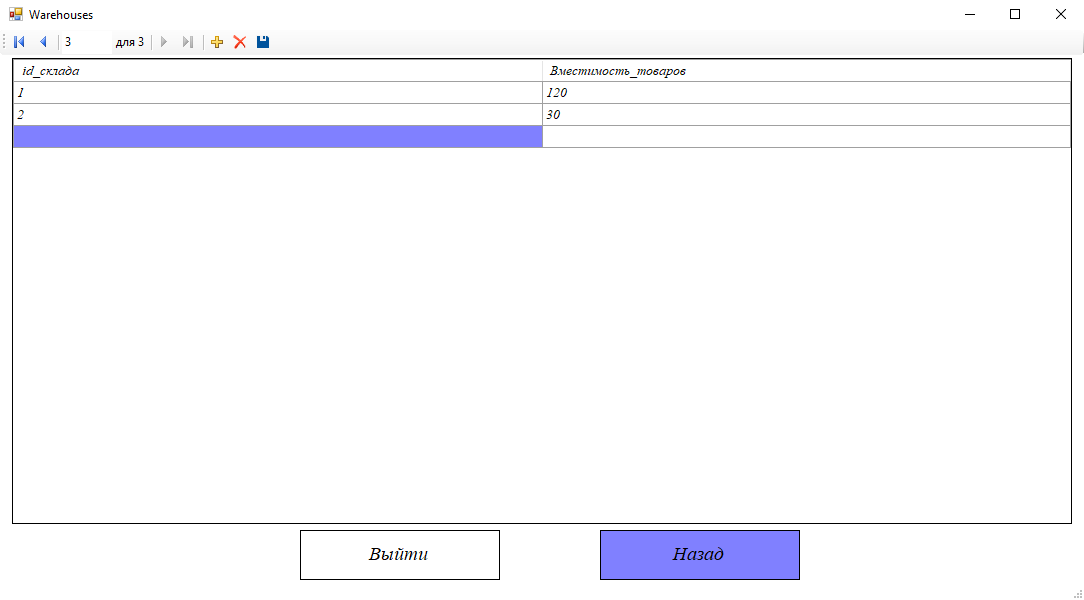 Warehouses
3 для 3
id_склада Вместимость_товаров
1 120
2 30
Выйти Назад